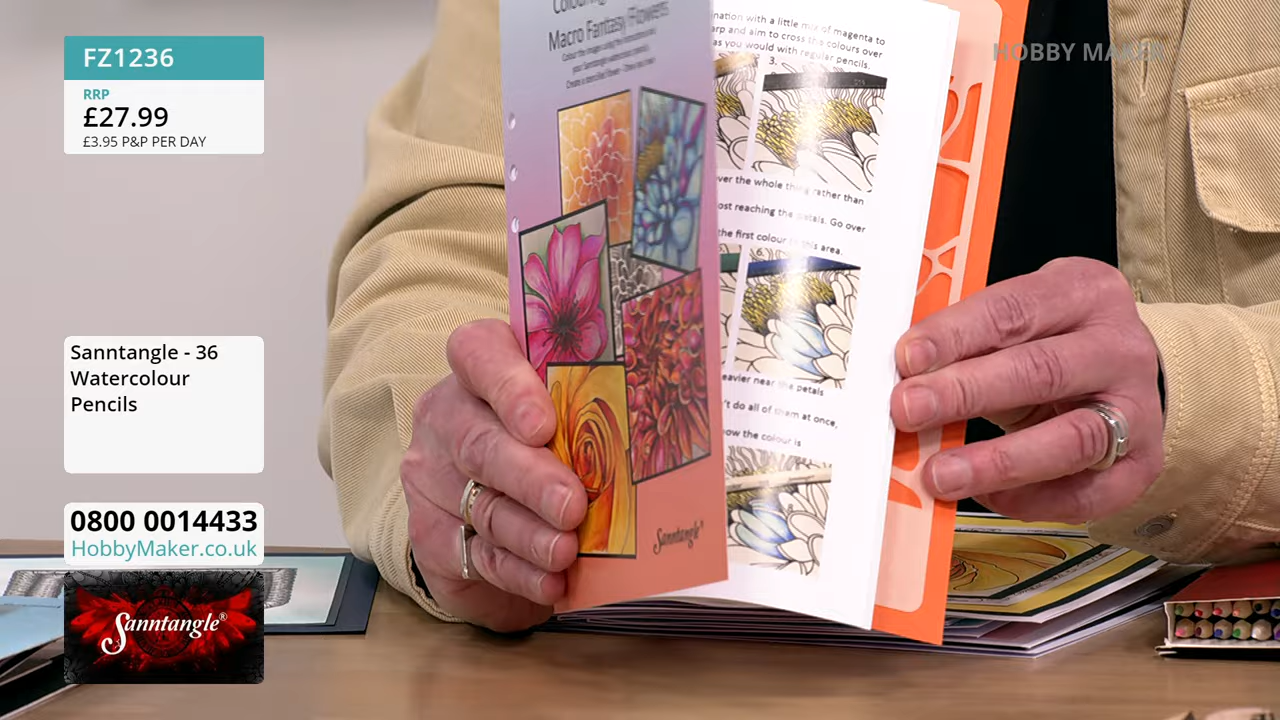 FZ1236
RRP
£27.99
£3.95 P&P PER DAY
Sanntangle - 36
Watercolour
Pencils
0800 0014433
HobbyMaker.co.uk
Sanntangle®
HOBBY MAKER
Macro Fantasy Flowers
Sanntangle®
nation with a little mix of magenta to
arp and aim to cross the colours over
as you would with regular pencils.
3.
over the whole thing rather than
ost reaching the petals. Go over
the first colour in this area.
6.
eavier near the petals
't do all of them at once,
ow the colour is